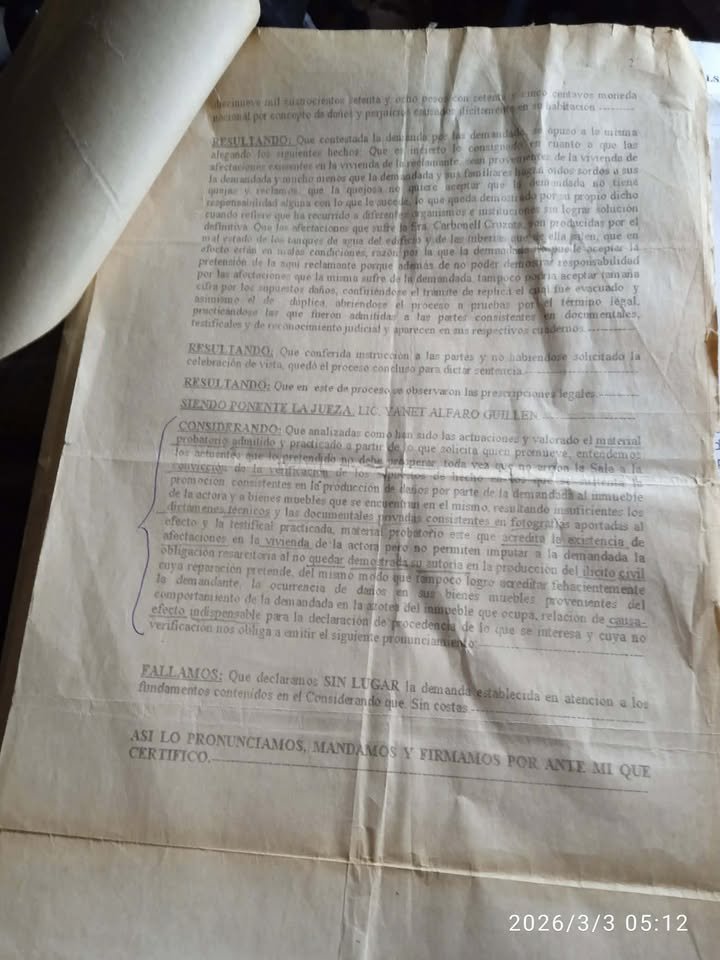 2
diecinueve mil cuatrocientos setenta y ocho pesos con setenta y cinco centavos moneda
nacional por concepto de daños y perjuicios causados ilícitamente en su habitación
RESULTANDO: Que contestada la demanda por las demandado, se opuso a la misma
alegando los siguientes hechos: Que es incierto lo consignado en cuanto a que las
afectaciones existentes en la vivienda de la reclamante, sean provenientes de la vivienda de
la demandada y mucho menos que la demandada y sus familiares hagan oídos sordos a sus
quejas y reclamos, que la quejosa no quiere aceptar que la demandada no tiene
responsabilidad alguna con lo que le sucede, lo que queda demostrado por su propio dicho
cuando refiere que ha recurrido a diferentes organismos e instituciones sin lograr solución
definitiva. Que las afectaciones que sufre la Sra. Carbonell Cruzata, son producidas por el
mal estado de los tanques de agua del edificio y de las tuberías que de ella salen, que en
efecto están en malas condiciones, razón por la que la demandada no puede aceptar la
pretensión de la aquí reclamante porque además de no poder demostrar responsabilidad
por las afectaciones que la misma sufre de la demandada, tampoco podría aceptar tamaña
cifra por los supuestos daños, confiriéndose el trámite de replica el cual fue evacuado y
asimismo el de dúplica, abriéndose el proceso a pruebas por el término legal,
practicándose las que fueron admitidas a las partes consistentes en documentales,
testificales y de reconocimiento judicial y aparecen en sus respectivos cuadernos.
RESULTANDO: Que conferida instrucción a las partes y no habiéndose solicitado la
celebración de vista, quedó el proceso concluso para dictar sentencia.
RESULTANDO: Que en este de proceso se observaron las prescripciones legales.
SIENDO PONENTE LA JUEZA, LIC. YANET ALFARO GUILLEN
CONSIDERANDO: Que analizadas como han sido las actuaciones y valorado el material
probatorio admitido y practicado a partir de lo que solicita quien promueve, entendemos
los actuantes que lo pretendido no debe prosperar, toda vez que no arriba la Sala a la
convicción de la verificación de los de hecho en los que se sustenta la
promoción, consistentes en la producción de daños por parte de la demandada al inmueble
de la actora y a bienes muebles que se encuentran en el mismo, resultando insuficientes los
dictámenes técnicos y las documentales privadas consistentes en fotografías aportadas al
efecto y la testifical practicada, material probatorio este que acredita la existencia de
afectaciones en la vivienda de la actora pero no permiten imputar a la demandada la
obligación resarcitoria al no quedar demostrada su autoría en la producción del ilícito civil
cuya reparación pretende, del mismo modo que tampoco logro acreditar fehacientemente
la demandante, la ocurrencia de daños en sus bienes muebles provenientes del
comportamiento de la demandada en la azotea del inmueble que ocupa, relación de causa-
efecto indispensable para la declaración de procedencia de lo que se interesa y cuya no
verificación nos obliga a emitir el siguiente pronunciamiento:
FALLAMOS: Que declaramos SIN LUGAR la demanda establecida en atención a los
fundamentos contenidos en el Considerando que. Sin costas
ASI LO PRONUNCIAMOS, MANDAMOS Y FIRMAMOS POR ANTE MI QUE
CERTIFICO.
2026/3/3 05:12